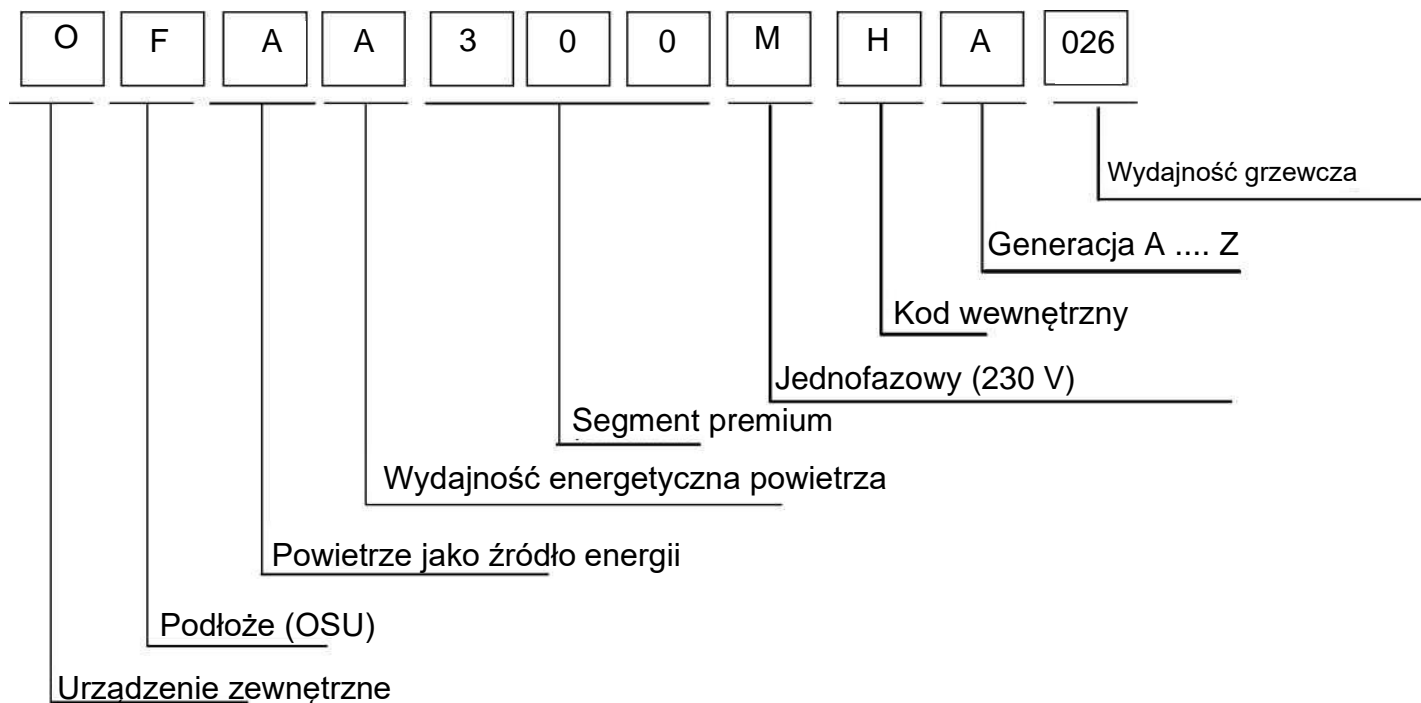 O F A A 3 0 0 M H A 026
Wydajność grzewcza
Generacja A .... Z
Kod wewnętrzny
Jednofazowy (230 V)
Segment premium
Wydajność energetyczna powietrza
Powietrze jako źródło energii
Podłoże (OSU)
Urządzenie zewnętrzne